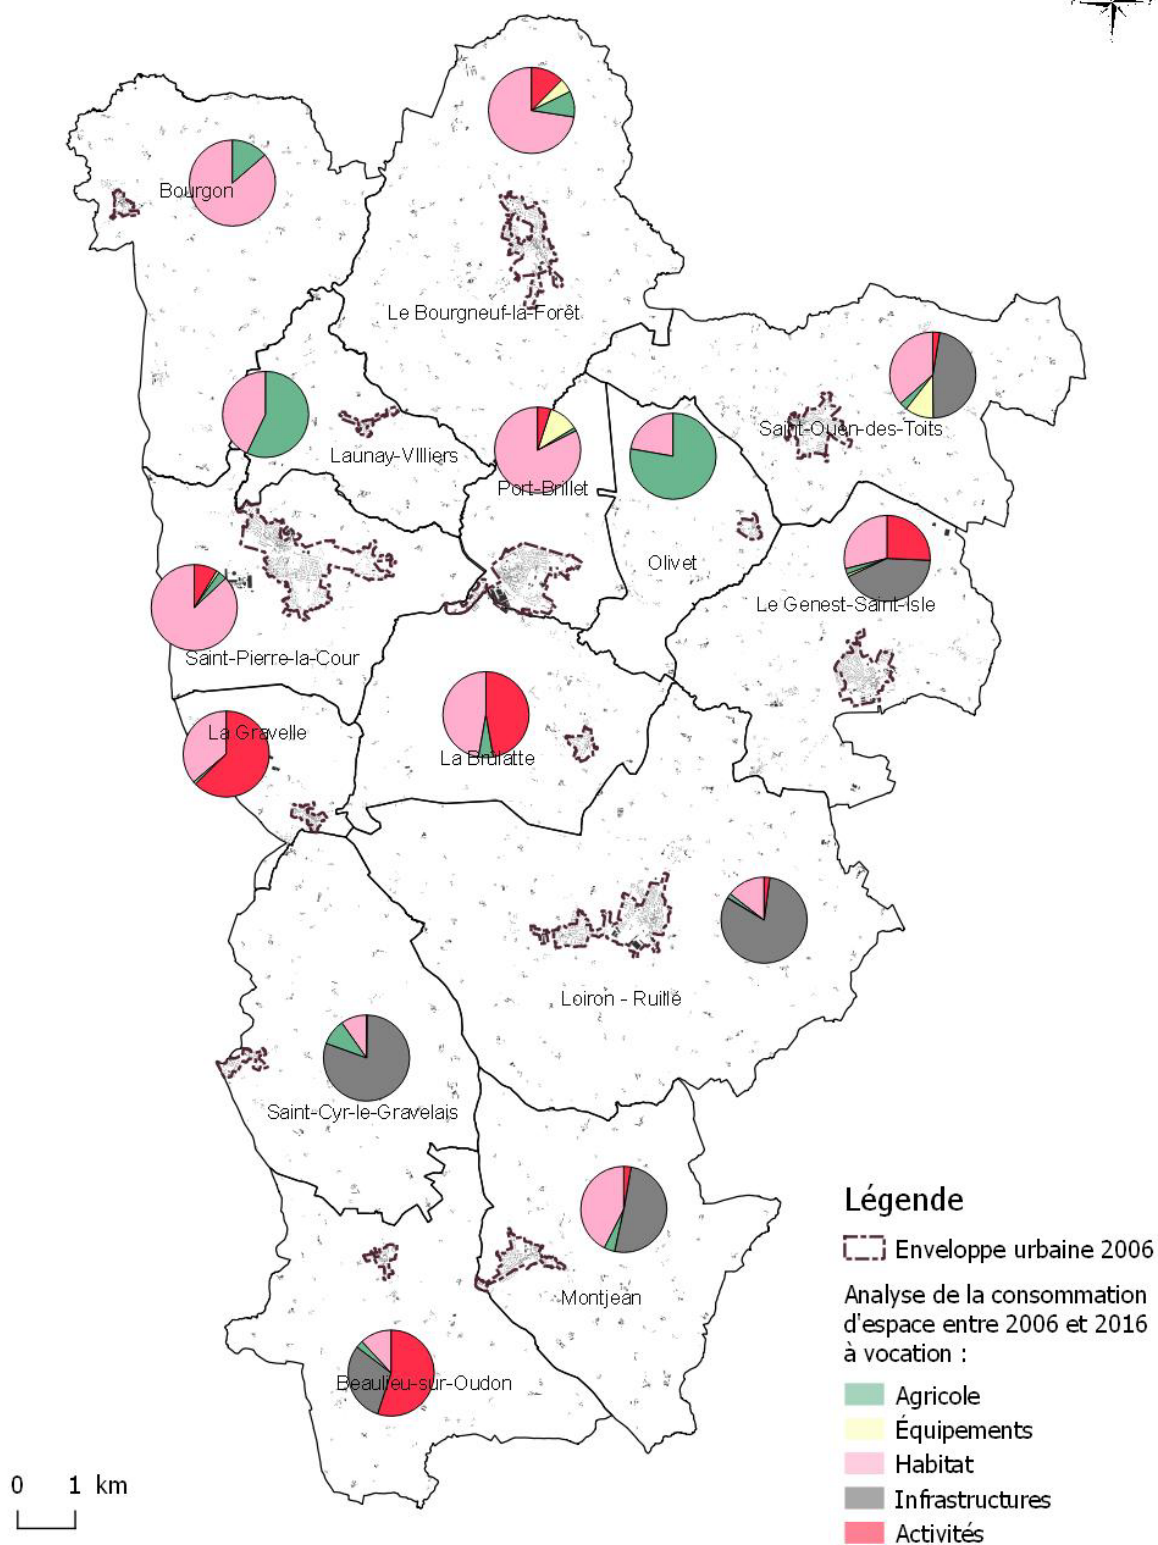 Bourgon
Le Bourgneuf-la-Forêt
Saint-Ouën-des-Toits
Launay-VIlliers
Port-Brillet
Olivet
Le Genest-Saint-Isle
Saint-Pierre-la-Cour
La Gravelle
La Brûlatte
Loiron - Ruillé
Saint-Cyr-le-Gravelais
Montjean
Beaulieu-sur-Oudon
Légende
Enveloppe urbaine 2006
Analyse de la consommation
d'espace entre 2006 et 2016
à vocation :
Agricole
Équipements
Habitat
Infrastructures
Activités
0 1 km